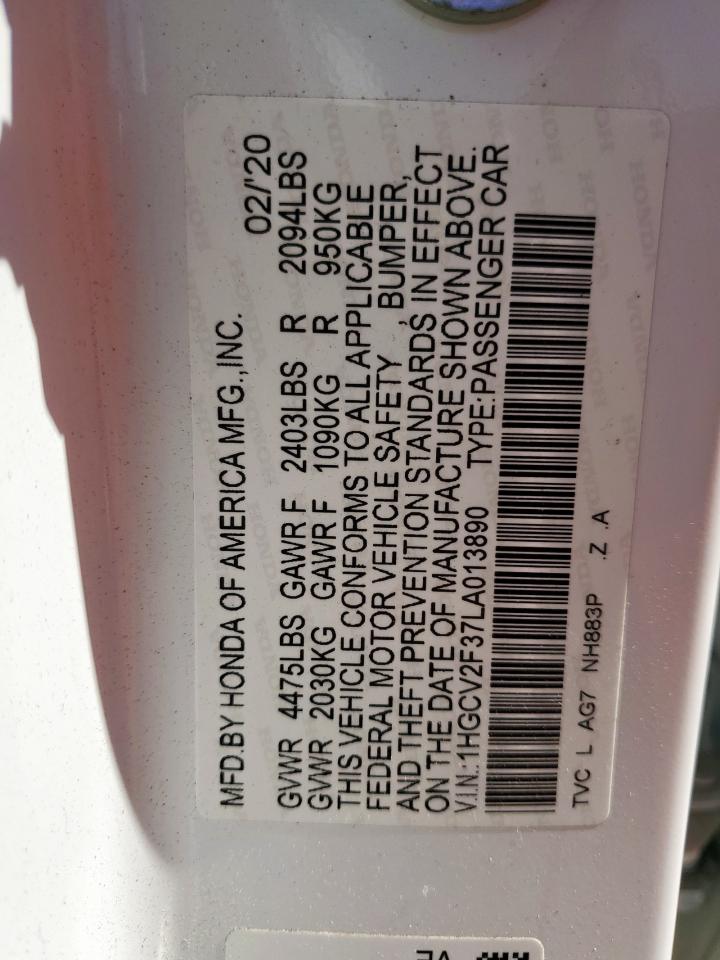 MFD.BY HONDA OF AMERICA MFG.,INC. 02/'20
GVWR 4475LBS GAWR F 2403LBS R 2094LBS
GVWR 2030KG GAWR F 1090KG R 950KG
THIS VEHICLE CONFORMS TO ALL APPLICABLE
FEDERAL MOTOR VEHICLE SAFETY , BUMPER,
AND THEFT PREVENTION STANDARDS IN EFFECT
ON THE DATE OF MANUFACTURE SHOWN ABOVE.
V.I.N.:1HGCV2F37LA013890 TYPE:PASSENGER CAR
TVC L AG7 NH883P .Z .A